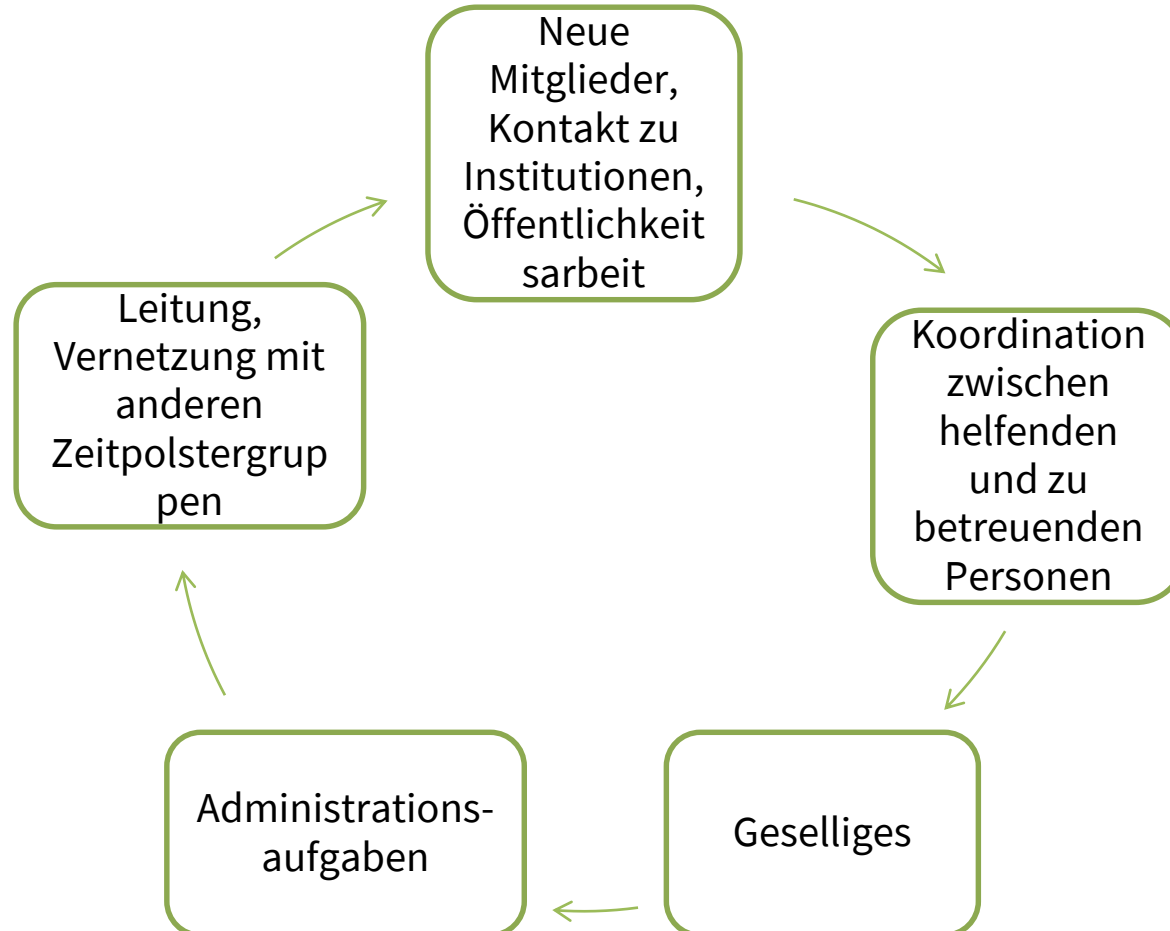 Neue
Mitglieder,
Kontakt zu
Institutionen,
Öffentlichkeit
sarbeit
Koordination
zwischen
helfenden
und zu
betreuenden
Personen
Geselliges
Administrations-
aufgaben
Leitung,
Vernetzung mit
anderen
Zeitpolstergrup
pen